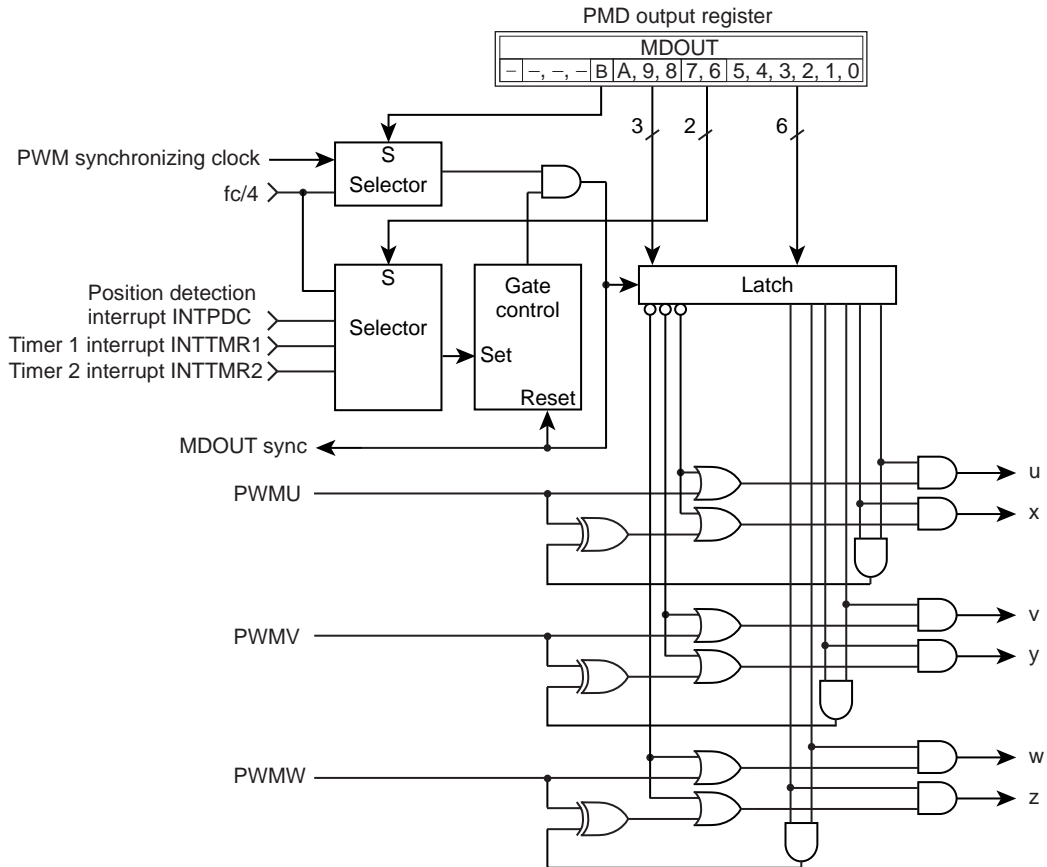 PMD output register
MDOUT
– –, –, – B A, 9, 8 7, 6 5, 4, 3, 2, 1, 0
3
2
6
PWM synchronizing clock
S
Selector
fc/4
S
Selector
Gate
control
Latch
Position detection
interrupt INTPDC
Timer 1 interrupt INTTMR1
Timer 2 interrupt INTTMR2
Set
Reset
MDOUT sync
PWMU
u
x
PWMV
v
y
PWMW
w
z